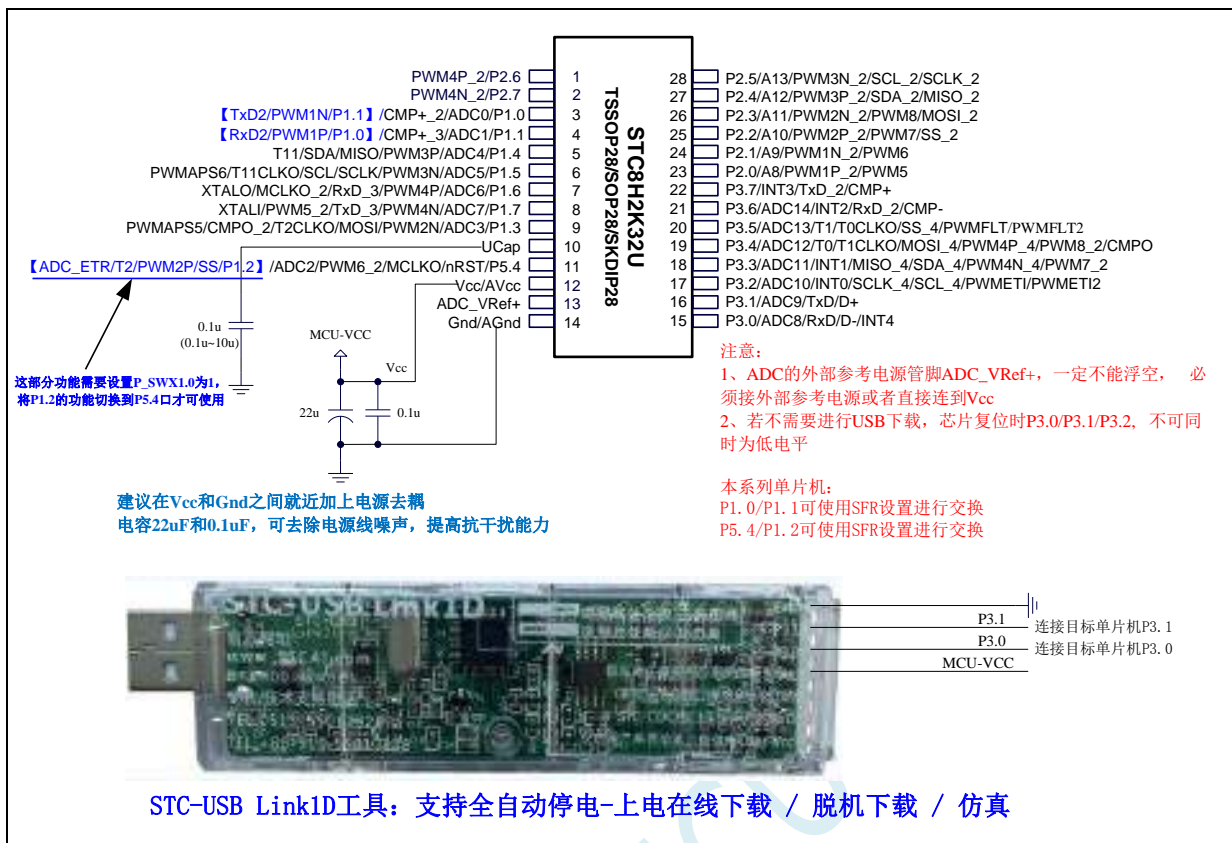 PWM4P_2/P2.6
PWM4N_2/P2.7
【TxD2/PWM1N/P1.1】/CMP+_2/ADC0/P1.0
【RxD2/PWM1P/P1.0】/CMP+_3/ADC1/P1.1
T11/SDA/MISO/PWM3P/ADC4/P1.4
PWMAPS6/T11CLKO/SCL/SCLK/PWM3N/ADC5/P1.5
XTALO/MCLKO_2/RxD_3/PWM4P/ADC6/P1.6
XTALI/PWM5_2/TxD_3/PWM4N/ADC7/P1.7
PWMAPS5/CMPO_2/T2CLKO/MOSI/PWM2N/ADC3/P1.3
UCap
【ADC_ETR/T2/PWM2P/SS/P1.2】/ADC2/PWM6_2/MCLKO/nRST/P5.4
Vcc/AVcc
ADC_VRef+
Gnd/AGnd
1
2
3
4
5
6
7
8
9
10
11
12
13
14
STC8H2K32U
TSSOP28/SOP28/SKDIP28
28
27
26
25
24
23
22
21
20
19
18
17
16
15
P2.5/A13/PWM3N_2/SCL_2/SCLK_2
P2.4/A12/PWM3P_2/SDA_2/MISO_2
P2.3/A11/PWM2N_2/PWM8/MOSI_2
P2.2/A10/PWM2P_2/PWM7/SS_2
P2.1/A9/PWM1N_2/PWM6
P2.0/A8/PWM1P_2/PWM5
P3.7/INT3/TxD_2/CMP+
P3.6/ADC14/INT2/RxD_2/CMP-
P3.5/ADC13/T1/T0CLKO/SS_4/PWMFLT/PWMFLT2
P3.4/ADC12/T0/T1CLKO/MOSI_4/PWM4P_4/PWM8_2/CMPO
P3.3/ADC11/INT1/MISO_4/SDA_4/PWM4N_4/PWM7_2
P3.2/ADC10/INT0/SCLK_4/SCL_4/PWMETI/PWMETI2
P3.1/ADC9/TxD/D+
P3.0/ADC8/RxD/D-/INT4
0.1u
(0.1u~10u)
这部分功能需要设置P_SWX1.0为1，
将P1.2的功能切换到P5.4口才可使用
MCU-VCC
Vcc
22u
0.1u
建议在Vcc和Gnd之间就近加上电源去耦
电容22uF和0.1uF，可去除电源线噪声，提高抗干扰能力
注意：
1、ADC的外部参考电源管脚ADC_VRef+，一定不能浮空， 必
须接外部参考电源或者直接连到Vcc
2、若不需要进行USB下载，芯片复位时P3.0/P3.1/P3.2，不可同
时为低电平
本系列单片机：
P1.0/P1.1可使用SFR设置进行交换
P5.4/P1.2可使用SFR设置进行交换
STC-USB Link1D
P3.1 连接目标单片机P3.1
P3.0 连接目标单片机P3.0
MCU-VCC
STC-USB Link1D工具：支持全自动停电-上电在线下载 / 脱机下载 / 仿真